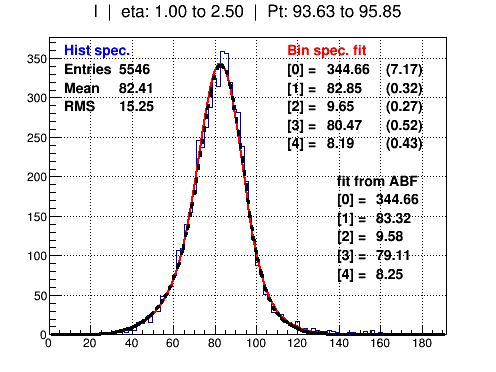 I | eta: 1.00 to 2.50 | Pt: 93.63 to 95.85
Hist spec.
Entries 5546
Mean 82.41
RMS 15.25
Bin spec. fit
[0] = 344.66 (7.17)
[1] = 82.85 (0.32)
[2] = 9.65 (0.27)
[3] = 80.47 (0.52)
[4] = 8.19 (0.43)
fit from ABF
[0] = 344.66
[1] = 83.32
[2] = 9.58
[3] = 79.11
[4] = 8.25
350
300
250
200
150
100
50
0
0 20 40 60 80 100 120 140 160 180